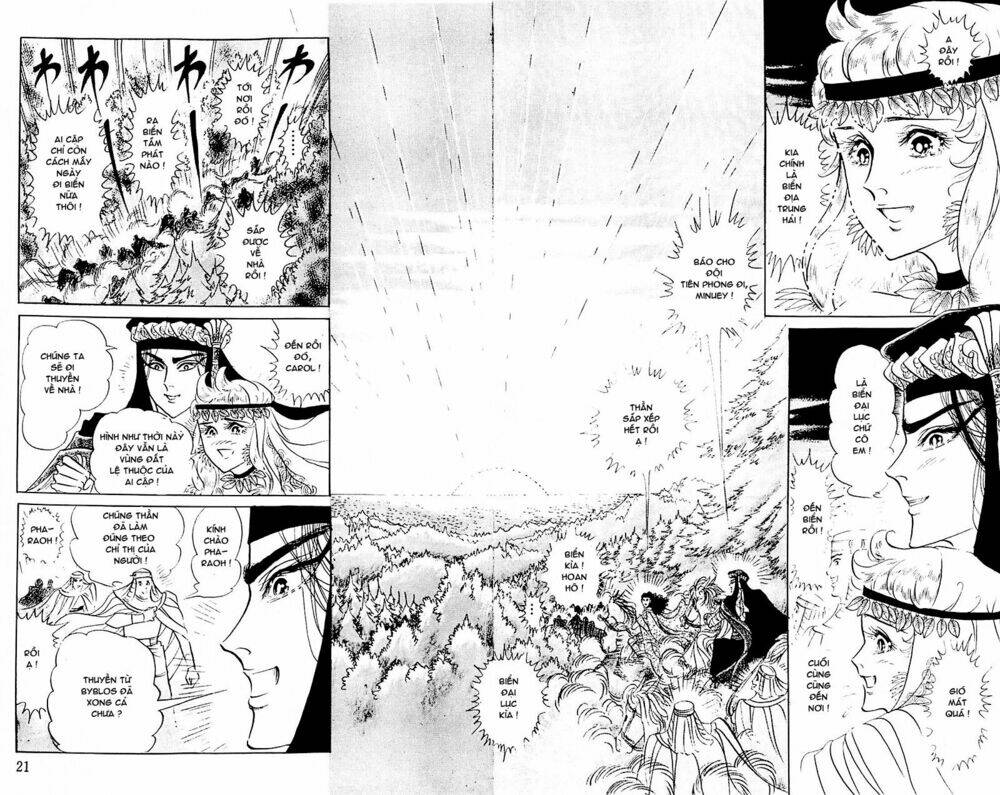 A
ĐÂY
RỒI !
KIA
CHÍNH
LÀ
BIỂN
ĐỊA
TRUNG
HẢI !
LÀ
BIỂN
ĐẠI
LỤC
CHỨ
CÔ
EM !
ĐẾN
BIỂN
RỒI !
CUỐI
CÙNG
CŨNG
ĐẾN
NƠI !
GIÓ
MÁT
QUÁ !
BÁO CHO
ĐỘI
TIÊN PHONG ĐI,
MINUEY !
THẦN
SẮP XẾP
HẾT RỒI
Ạ !
BIỂN
KÌA !
HOAN
HÔ !
....
BIỂN
ĐẠI
LỤC
KÌA !
わ わ わ わ
TỚI
NƠI
RỒI
ĐÓ !
......
RA
BIỂN
TẮM
PHÁT
NÀO !
AI CẬP
CHỈ CÒN
CÁCH MẤY
NGÀY
ĐI BIỂN
NỮA
THÔI !
SẮP
ĐƯỢC
VỀ
NHÀ
RỒI !
ĐẾN RỒI
ĐÓ,
CAROL !
CHÚNG TA
SẼ ĐI
THUYỀN
VỀ NHÀ !
HÌNH NHƯ THỜI NÀY
ĐÂY VẪN LÀ
VÙNG ĐẤT
LỆ THUỘC CỦA
AI CẬP !
KÍNH
CHÀO
PHA-
RAOH !
CHÚNG THẦN
ĐÃ LÀM
ĐÚNG THEO
CHỈ THỊ CỦA
NGƯỜI !
PHA-
RAOH !
RỒI
Ạ !
THUYỀN TỪ
BYBLOS ĐÃ
XONG CẢ
CHƯA ?
21